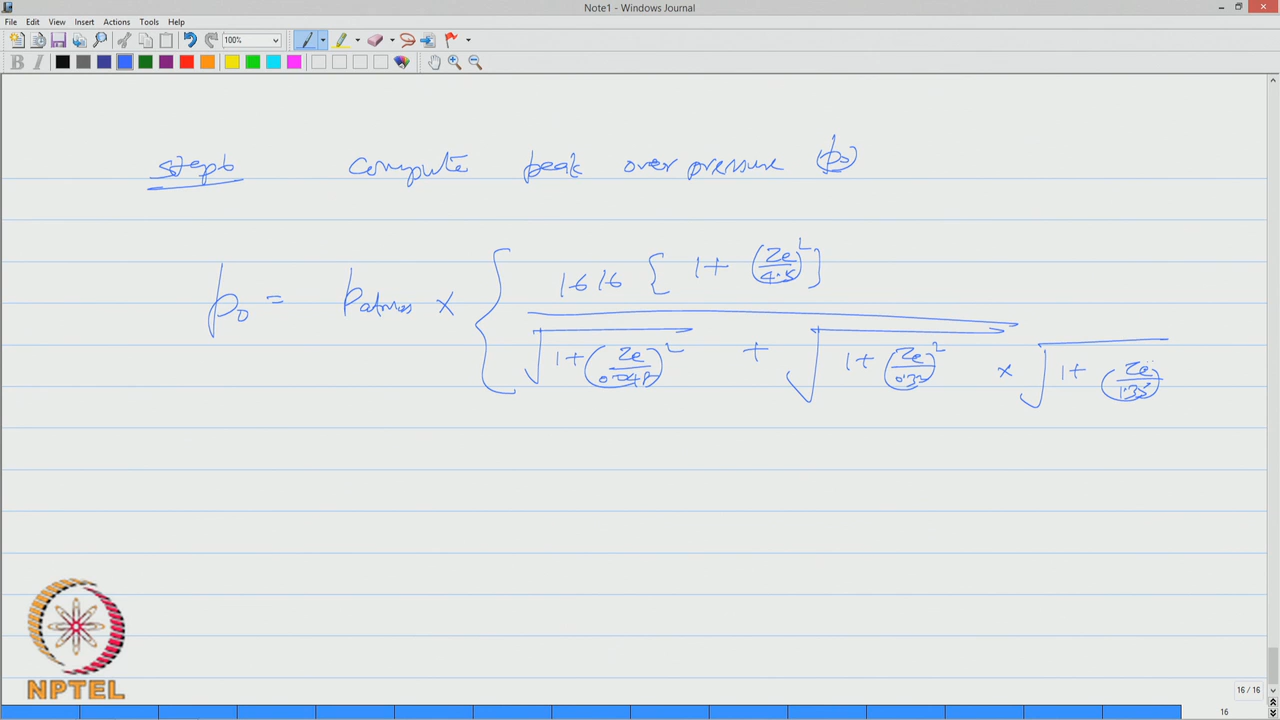 Note1 - Windows Journal
File Edit View Insert Actions Tools Help
100%
B I
Step 6 Compute peak over pressure (p0)
p0 = Patmos × { 1616 { 1 + (Ze/4.5)^2 } / √(1 + (Ze/0.048)^2) + √(1 + (Ze/0.32)^2) × √(1 + (Ze/1.35)
NPTEL
16 / 16
16